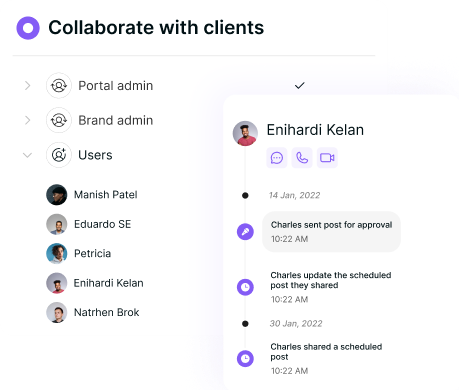 Collaborate with clients
Portal admin
Brand admin
Users
Manish Patel
Eduardo SE
Petricia
Enihardi Kelan
Natrhen Brok
Enihardi Kelan
14 Jan, 2022
Charles sent post for approval
10:22 AM
Charles update the scheduled
post they shared
10:22 AM
30 Jan, 2022
Charles shared a scheduled
post
10:22 AM